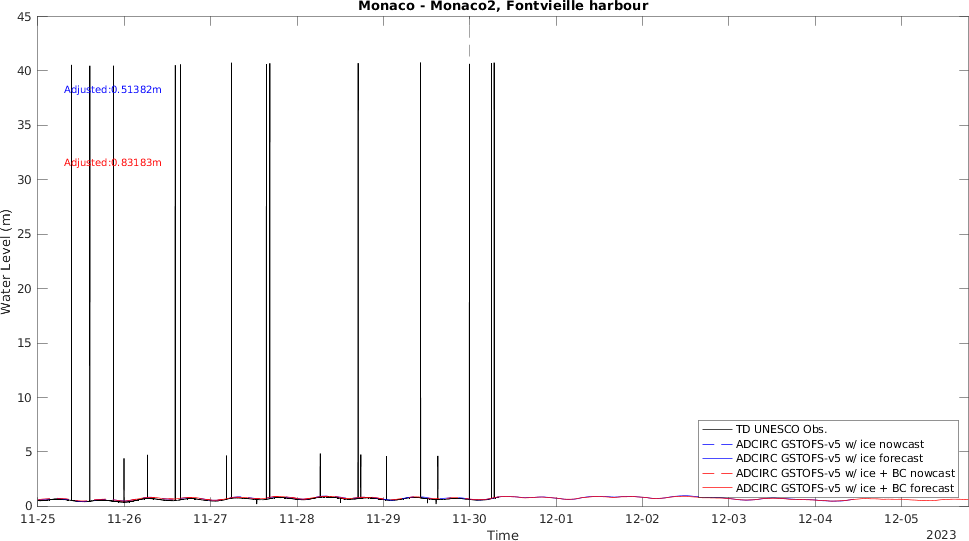 Monaco - Monaco2, Fontvieille harbour
45
40
35
30
25
20
15
10
5
0
Water Level (m)
Adjusted:0.51382m
Adjusted:0.83183m
TD UNESCO Obs.
ADCIRC GSTOFS-v5 w/ ice nowcast
ADCIRC GSTOFS-v5 w/ ice forecast
ADCIRC GSTOFS-v5 w/ ice + BC nowcast
ADCIRC GSTOFS-v5 w/ ice + BC forecast
11-25 11-26 11-27 11-28 11-29 11-30 12-01 12-02 12-03 12-04 12-05
Time
2023